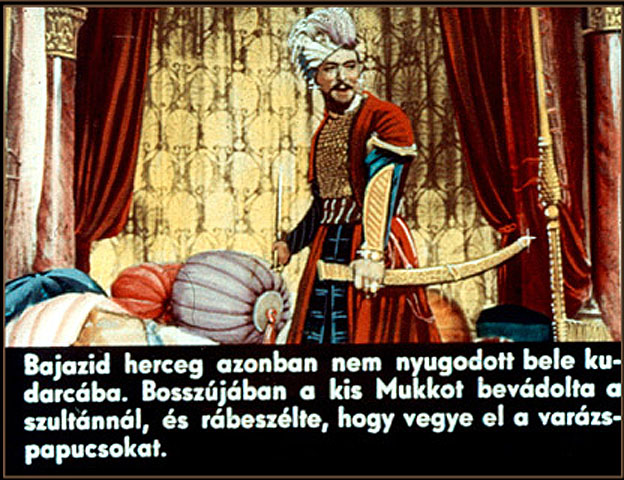 Bajazid herceg azonban nem nyugodott bele ku-
darcába. Bosszújában a kis Mukkot bevádolta a
szultánnál, és rábeszélte, hogy vegye el a varázs-
papucsokat.